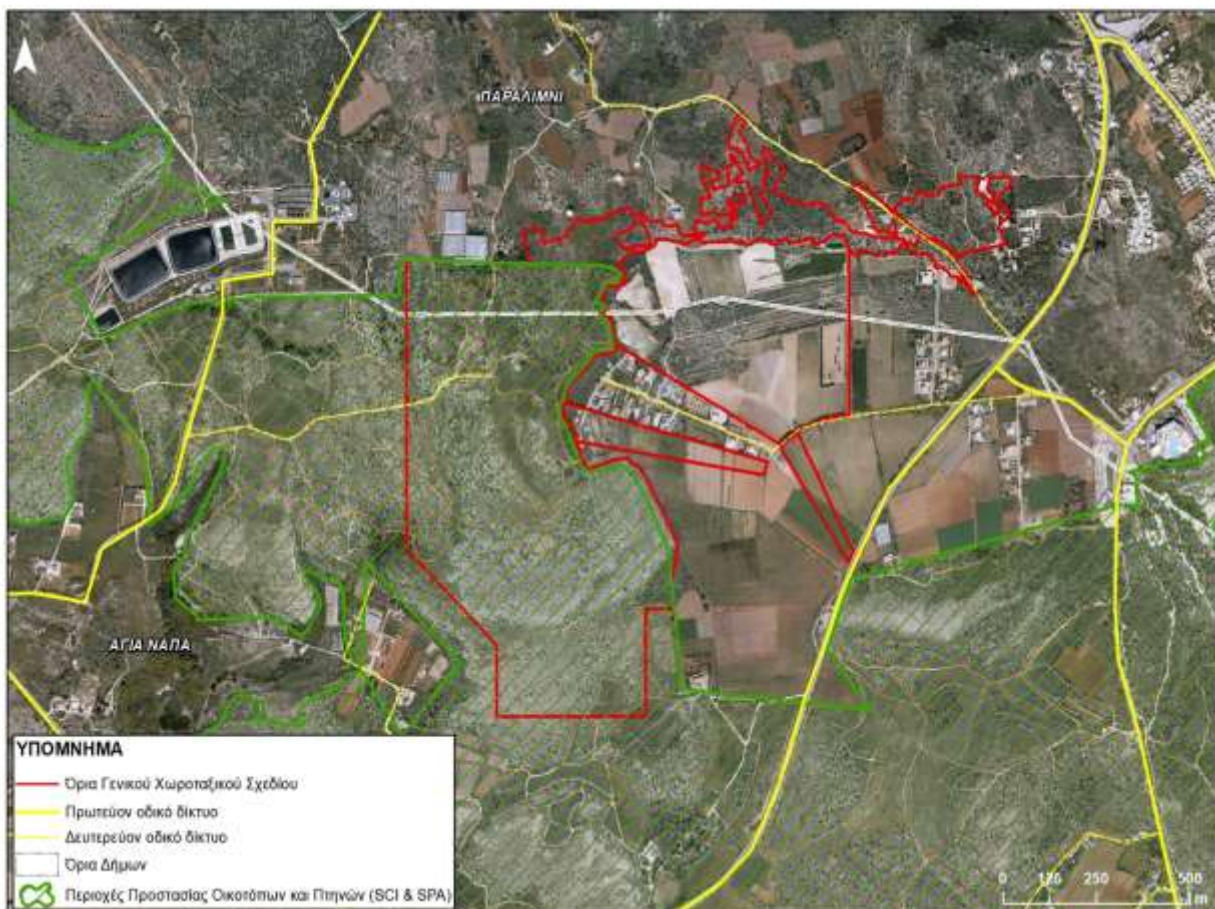 ΠΑΡΑΛΙΜΝΙ
ΑΓΙΑ ΝΑΠΑ
ΥΠΟΜΝΗΜΑ
Όρια Γενικού Χωροταξικού Σχεδίου
Πρωτεύον οδικό δίκτυο
Δευτερεύον οδικό δίκτυο
Όρια Δήμων
Περιοχές Προστασίας Οικοτόπων και Πτηνών (SCI & SPA)
0 125 250 500
m